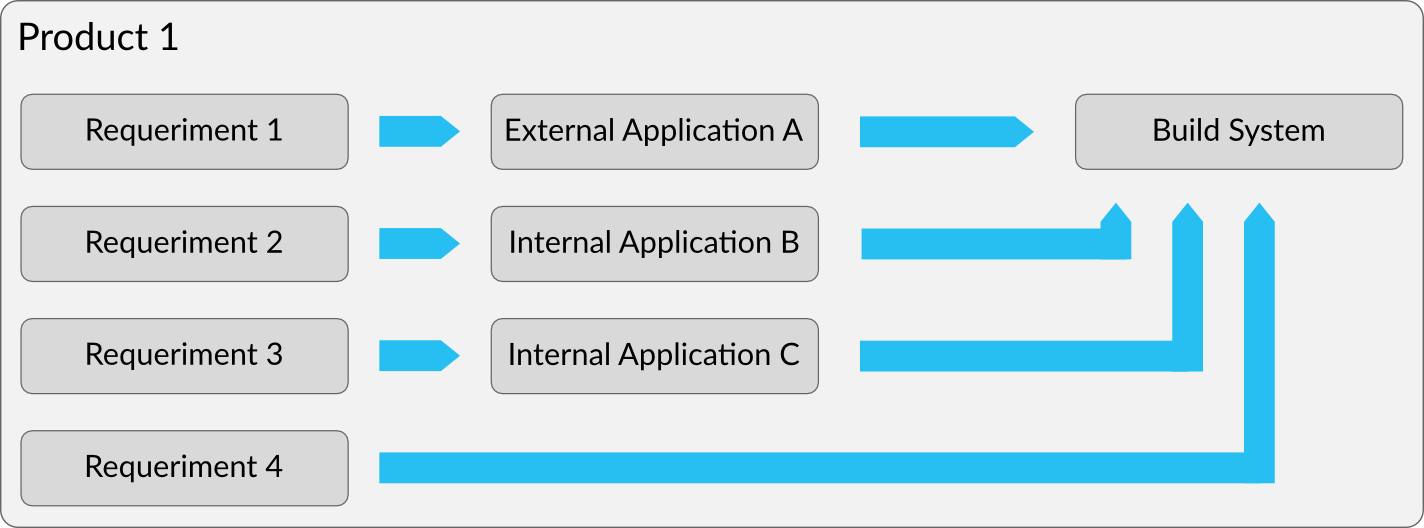 Product 1
Requeriment 1
External Application A
Build System
Requeriment 2
Internal Application B
Requeriment 3
Internal Application C
Requeriment 4